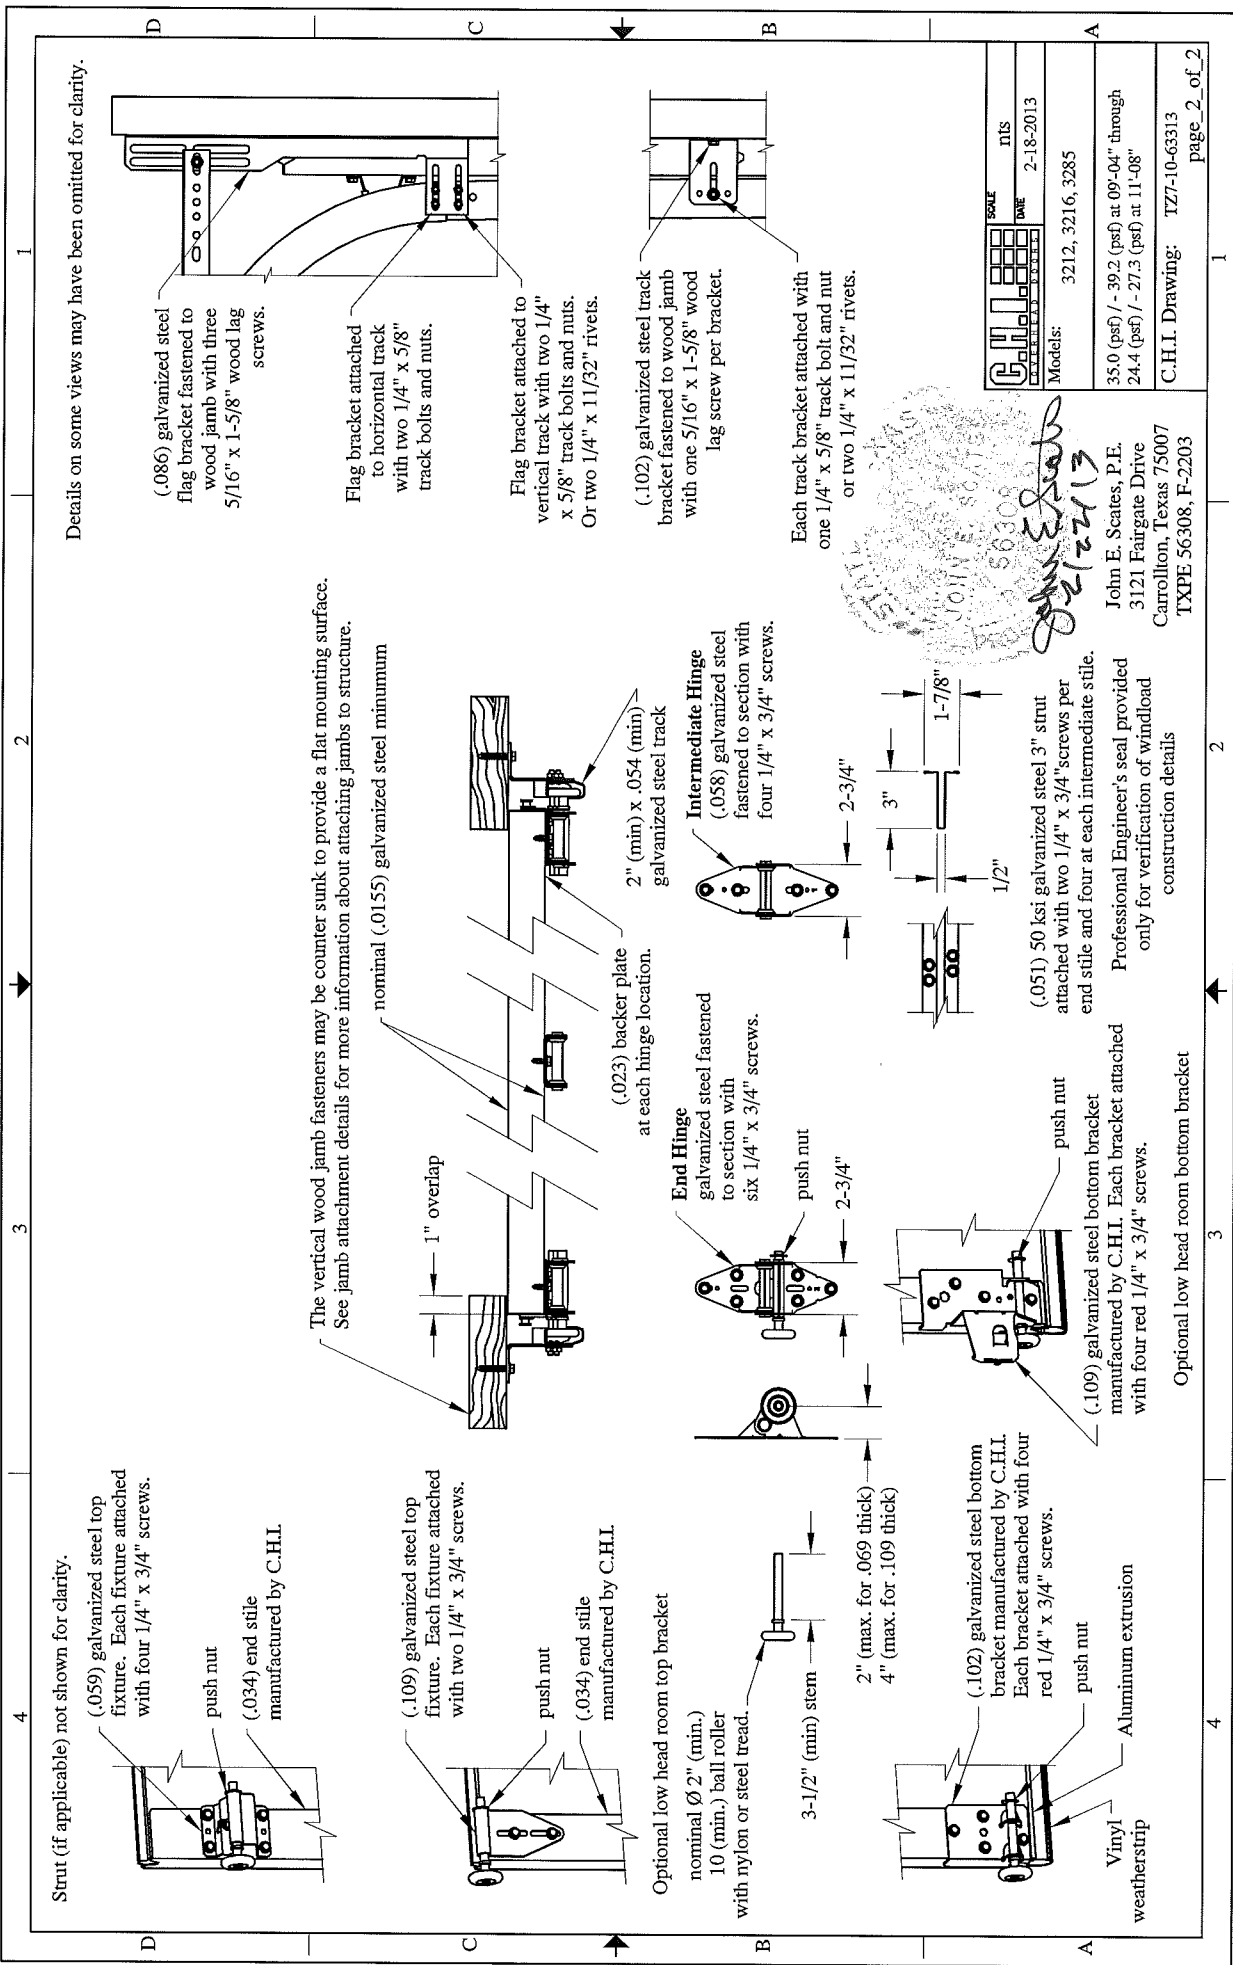 4
3
2
1
D
C
B
A
D
C
B
A
Strut (if applicable) not shown for clarity.
(.059) galvanized steel top
fixture. Each fixture attached
with four 1/4" x 3/4" screws.
push nut
(.034) end stile
manufactured by C.H.I.
(.109) galvanized steel top
fixture. Each fixture attached
with two 1/4" x 3/4" screws.
push nut
(.034) end stile
manufactured by C.H.I.
Optional low head room top bracket
nominal Ø 2" (min.)
10 (min.) ball roller
with nylon or steel tread.
3-1/2" (min) stem
2" (max. for .069 thick)
4" (max. for .109 thick)
(.102) galvanized steel bottom
bracket manufactured by C.H.I.
Each bracket attached with four
red 1/4" x 3/4" screws.
push nut
Aluminum extrusion
Vinyl
weatherstrip
The vertical wood jamb fasteners may be counter sunk to provide a flat mounting surface.
See jamb attachment details for more information about attaching jambs to structure.
1" overlap
nominal (.0155) galvanized steel minumum
(.023) backer plate
at each hinge location.
2" (min) x .054 (min)
galvanized steel track
End Hinge
galvanized steel fastened
to section with
six 1/4" x 3/4" screws.
push nut
2-3/4"
Intermediate Hinge
(.058) galvanized steel
fastened to section with
four 1/4" x 3/4" screws.
2-3/4"
push nut
(.109) galvanized steel bottom bracket
manufactured by C.H.I. Each bracket attached
with four red 1/4" x 3/4" screws.
Optional low head room bottom bracket
1/2"
3"
1-7/8"
(.051) 50 ksi galvanized steel 3" strut
attached with two 1/4" x 3/4"screws per
end stile and four at each intermediate stile.
Professional Engineer's seal provided
only for verification of windload
construction details
Details on some views may have been omitted for clarity.
(.086) galvanized steel
flag bracket fastened to
wood jamb with three
5/16" x 1-5/8" wood lag
screws.
Flag bracket attached
to horizontal track
with two 1/4" x 5/8"
track bolts and nuts.
Flag bracket attached to
vertical track with two 1/4"
x 5/8" track bolts and nuts.
Or two 1/4" x 11/32" rivets.
(.102) galvanized steel track
bracket fastened to wood jamb
with one 5/16" x 1-5/8" wood
lag screw per bracket.
Each track bracket attached with
one 1/4" x 5/8" track bolt and nut
or two 1/4" x 11/32" rivets.
JOHN E. SCATES
56308
John E Scates
2/22/13
John E. Scates, P.E.
3121 Fairgate Drive
Carrollton, Texas 75007
TXPE 56308, F-2203
C.H.I.
OVERHEAD DOORS
SCALE
nts
DATE
2-18-2013
Models:
3212, 3216, 3285
35.0 (psf) / - 39.2 (psf) at 09'-04" through
24.4 (psf) / - 27.3 (psf) at 11'-08"
C.H.I. Drawing: TZ7-10-63313
page_2_of_2
4
3
2
1